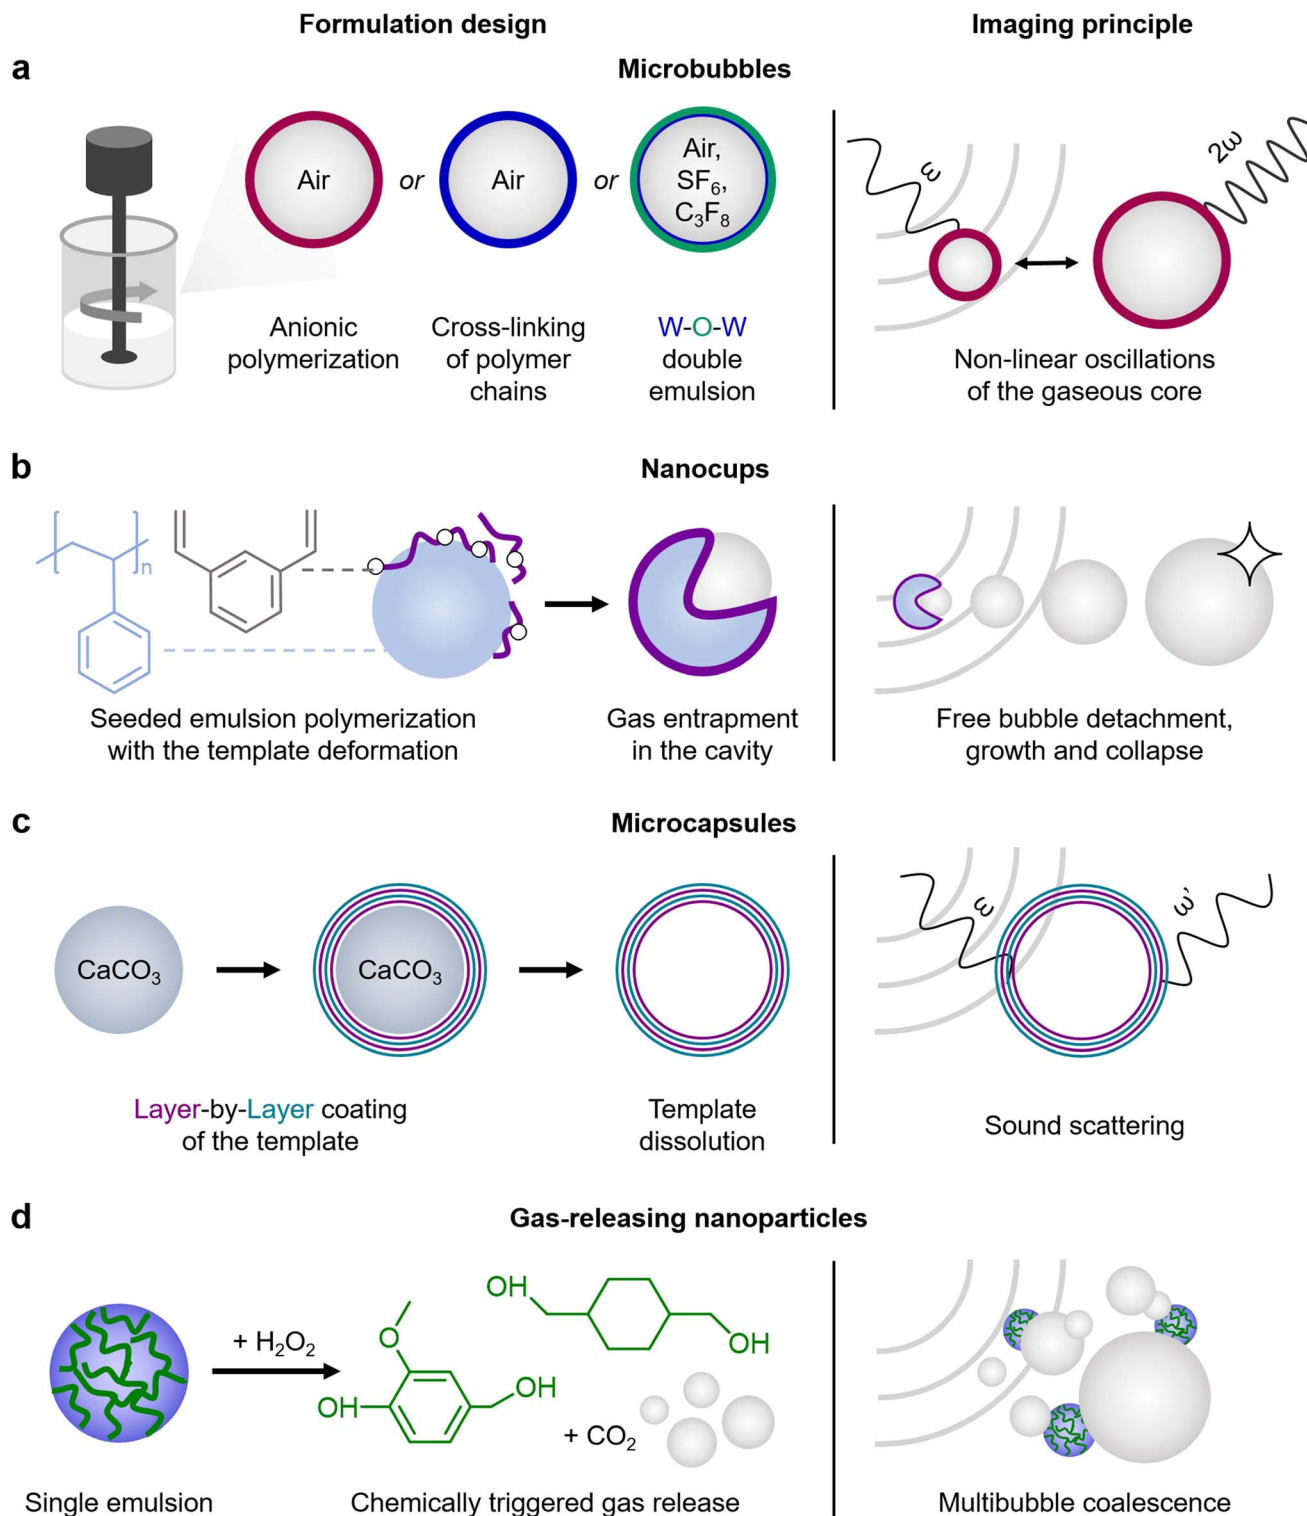 Formulation design
Imaging principle
a
Microbubbles
Air
or
Air
or
Air,
SF₆,
C₃F₈
ω
2ω
Anionic
polymerization
Cross-linking
of polymer
chains
W-O-W
double
emulsion
Non-linear oscillations
of the gaseous core
b
Nanocups
n
Seeded emulsion polymerization
with the template deformation
Gas entrapment
in the cavity
Free bubble detachment,
growth and collapse
c
Microcapsules
CaCO₃
CaCO₃
ω
ω'
Layer-by-Layer coating
of the template
Template
dissolution
Sound scattering
d
Gas-releasing nanoparticles
+ H₂O₂
OH
OH
O
OH
OH
+ CO₂
Single emulsion
Chemically triggered gas release
Multibubble coalescence